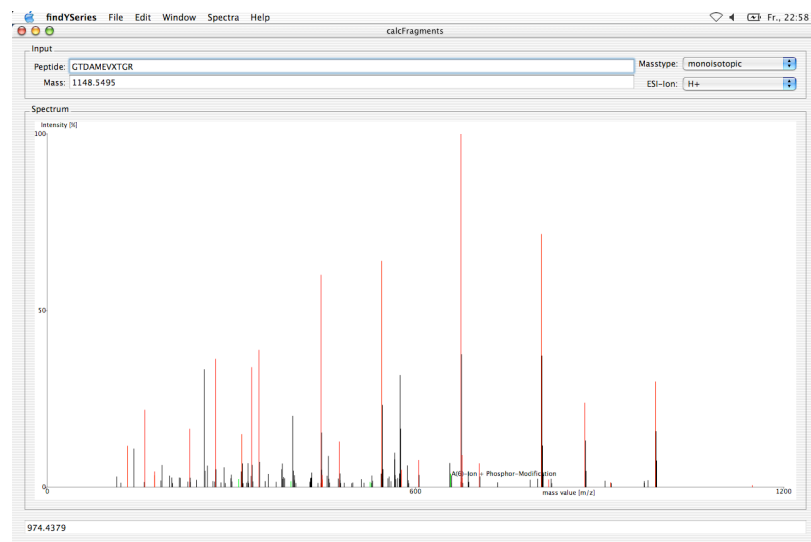 findYSeries File Edit Window Spectra Help Fr., 22:58
calcFragments
Input
Peptide: GTDAMEVXTGR Masstype: monoisotopic
Mass: 1148.5495 ESI-Ion: H+
Spectrum
Intensity [%]
100
50
A(6)-Ion + Phosphor-Modification
0 600 mass value [m/z] 1200
0
974.4379